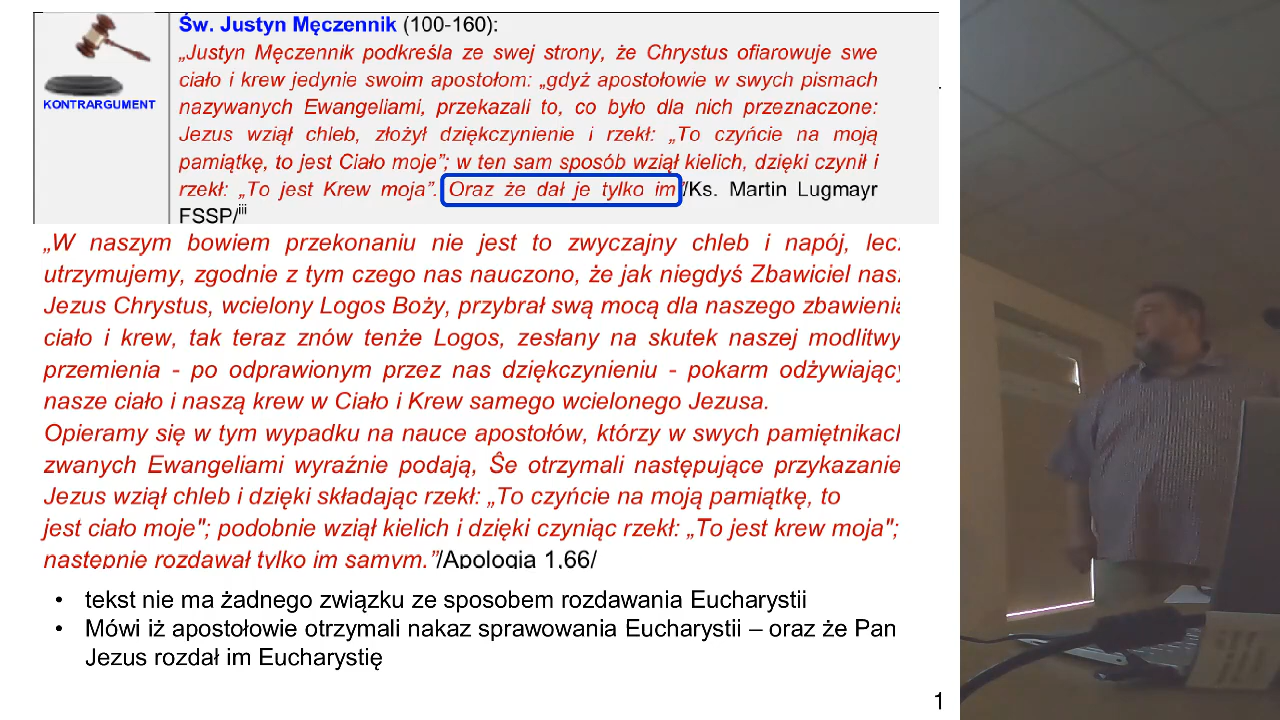 Św. Justyn Męczennik (100-160):
„Justyn Męczennik podkreśla ze swej strony, że Chrystus ofiarowuje swe
ciało i krew jedynie swoim apostołom: „gdyż apostołowie w swych pismach
KONTRARGUMENT
nazywanych Ewangeliami, przekazali to, co było dla nich przeznaczone:
Jezus wziął chleb, złożył dziękczynienie i rzekł: „To czyńcie na moją
pamiątkę, to jest Ciało moje”; w ten sam sposób wziął kielich, dzięki czynił i
rzekł: „To jest Krew moja”. Oraz że dał je tylko im”/Ks. Martin Lugmayr
FSSP/iii
„W naszym bowiem przekonaniu nie jest to zwyczajny chleb i napój, lec
utrzymujemy, zgodnie z tym czego nas nauczono, że jak niegdyś Zbawiciel nas
Jezus Chrystus, wcielony Logos Boży, przybrał swą mocą dla naszego zbawienia
ciało i krew, tak teraz znów tenże Logos, zesłany na skutek naszej modlitwy
przemienia - po odprawionym przez nas dziękczynieniu - pokarm odżywiający
nasze ciało i naszą krew w Ciało i Krew samego wcielonego Jezusa.
Opieramy się w tym wypadku na nauce apostołów, którzy w swych pamiętnikach
zwanych Ewangeliami wyraźnie podają, Ŝe otrzymali następujące przykazanie
Jezus wziął chleb i dzięki składając rzekł: „To czyńcie na moją pamiątkę, to
jest ciało moje"; podobnie wziął kielich i dzięki czyniąc rzekł: „To jest krew moja";
następnie rozdawał tylko im samym.”/Apologia 1,66/
• tekst nie ma żadnego związku ze sposobem rozdawania Eucharystii
• Mówi iż apostołowie otrzymali nakaz sprawowania Eucharystii – oraz że Pan
Jezus rozdał im Eucharystię
1